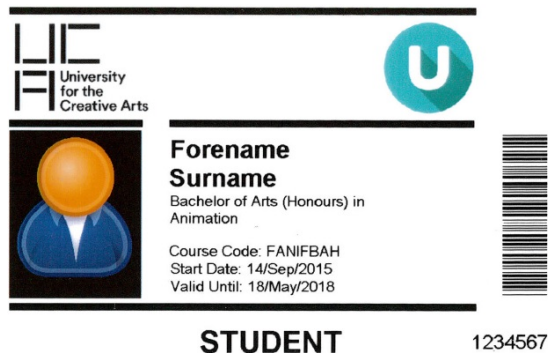 UCA
University
for the
Creative Arts
U
Forename
Surname
Bachelor of Arts (Honours) in
Animation
Course Code: FANIFBAH
Start Date: 14/Sep/2015
Valid Until: 18/May/2018
STUDENT
1234567